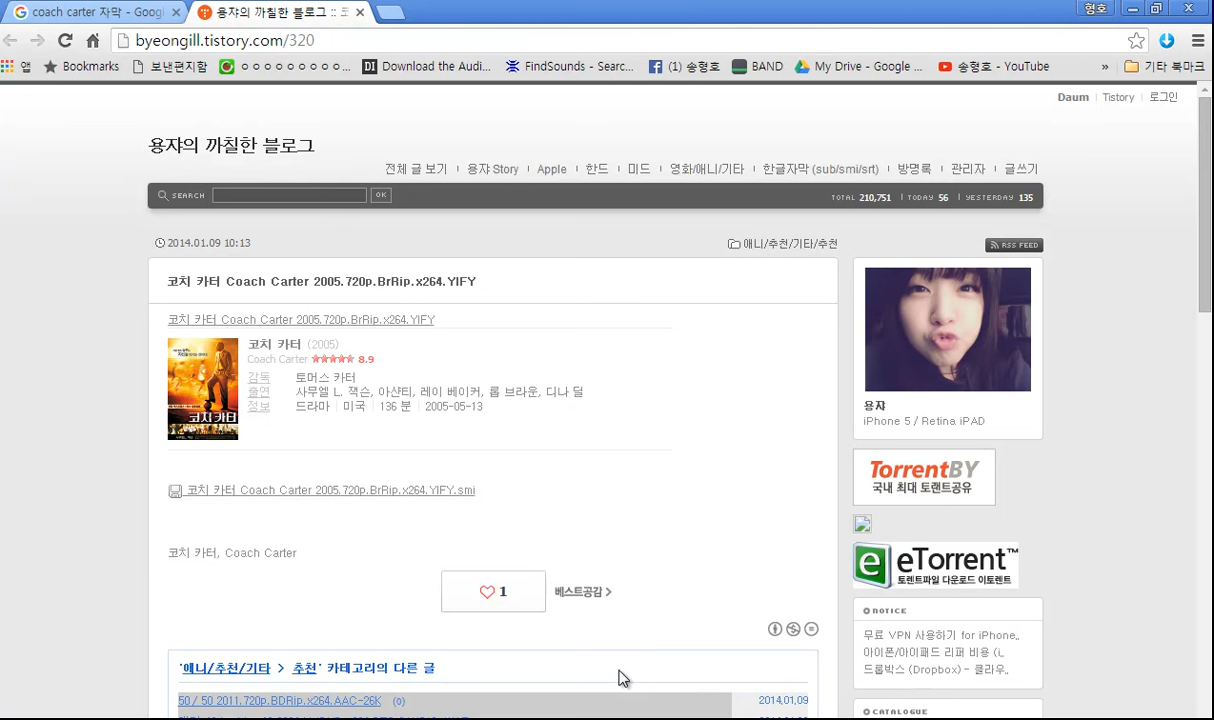 coach carter 자막 - Googl
용쟈의 까칠한 블로그 :: 코
형호
byeongill.tistory.com/320
앱
Bookmarks
보낸편지함
ㅇㅇㅇㅇㅇㅇㅇㅇㅇ...
DI Download the Audi...
FindSounds - Searc...
(1) 송형호
BAND
My Drive - Google ...
송형호 - YouTube
»
기타 북마크
Daum | Tistory | 로그인
용쟈의 까칠한 블로그
전체 글 보기 | 용쟈 Story | Apple | 한드 | 미드 | 영화/애니/기타 | 한글자막 (sub/smi/srt) | 방명록 | 관리자 | 글쓰기
SEARCH OK TOTAL 210,751 | TODAY 56 | YESTERDAY 135
2014.01.09 10:13
애니/추천/기타/추천
RSS FEED
코치 카터 Coach Carter 2005.720p.BrRip.x264.YIFY
코치 카터 Coach Carter 2005.720p.BrRip.x264.YIFY
코치 카터
코치 카터 (2005)
Coach Carter 8.9
감독 토머스 카터
출연 사무엘 L. 잭슨, 아샨티, 레이 베이커, 롭 브라운, 디나 덜
정보 드라마 | 미국 | 136 분 | 2005-05-13
코치 카터 Coach Carter 2005.720p.BrRip.x264.YIFY.smi
코치 카터, Coach Carter
1
베스트공감 >
'애니/추천/기타 > 추천' 카테고리의 다른 글
50 / 50 2011.720p.BDRip.x264.AAC-26K (0) 2014.01.09
용쟈
iPhone 5 / Retina iPAD
TorrentBY
국내 최대 토랜트공유
e eTorrent™
토렌트파일 다운로드 이토렌트
NOTICE
무료 VPN 사용하기 for iPhone..
아이폰/아이패드 리퍼 비용 (i..
드롭박스 (Dropbox) - 클라우..
CATALOGUE